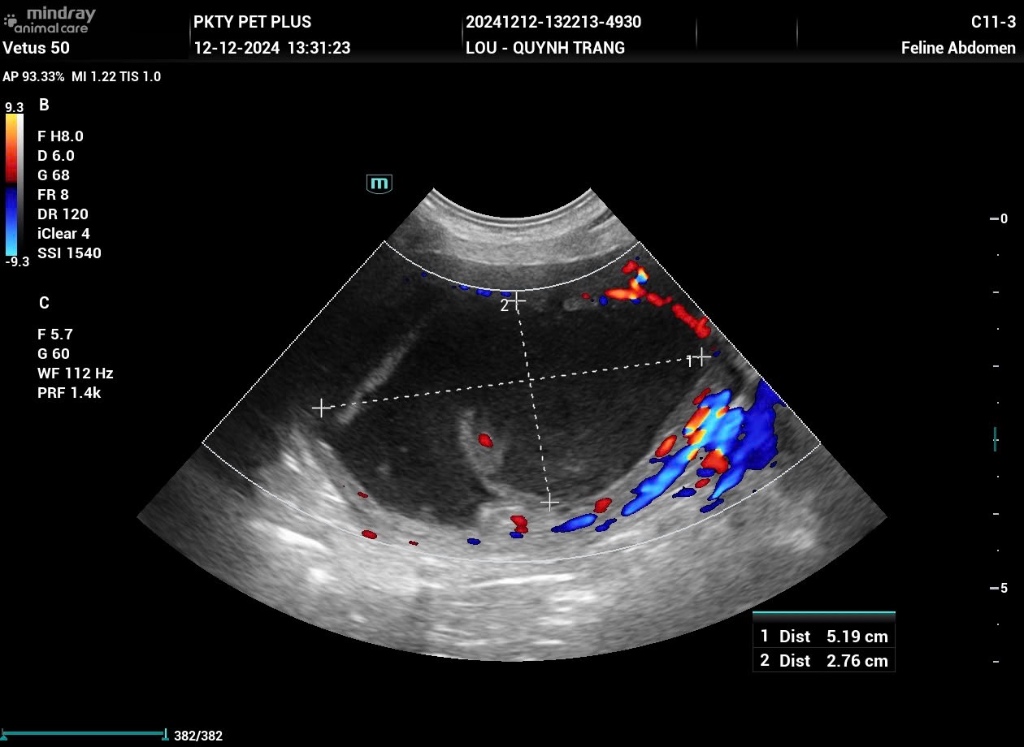 mindray
animal care
PKTY PET PLUS
20241212-132213-4930
C11-3
Vetus 50
12-12-2024 13:31:23
LOU - QUYNH TRANG
Feline Abdomen
AP 93.33% MI 1.22 TIS 1.0
9.3
B
F H8.0
D 6.0
G 68
FR 8
DR 120
iClear 4
SSI 1540
-9.3
C
F 5.7
G 60
WF 112 Hz
PRF 1.4k
m
0
2
1
5
1 Dist 5.19 cm
2 Dist 2.76 cm
382/382